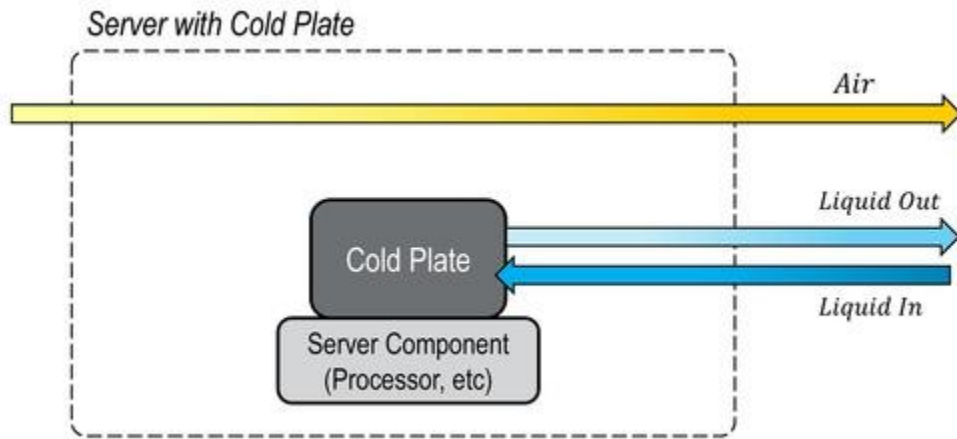 Server with Cold Plate
Air
Liquid Out
Cold Plate
Liquid In
Server Component
(Processor, etc)